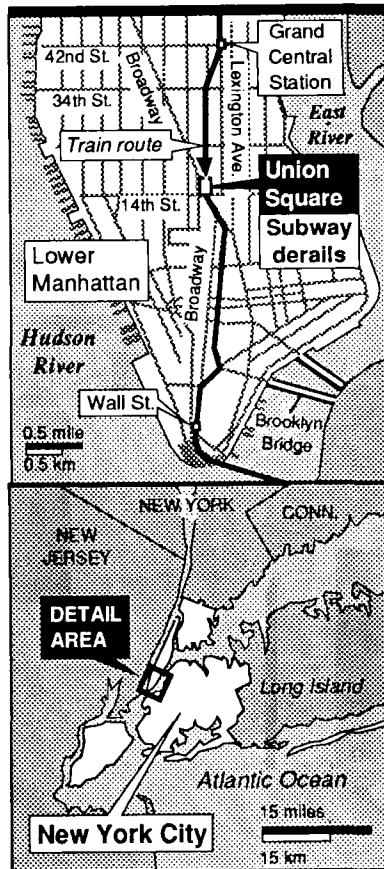 Grand
Central
Station
42nd St.
Broadway
34th St.
Lexington Ave.
East
River
Train route
Union
Square
Subway
derails
14th St.
Lower
Manhattan
Broadway
Hudson
River
Wall St.
Brooklyn
Bridge
0.5 mile
0.5 km
NEW YORK
CONN.
NEW
JERSEY
DETAIL
AREA
Long Island
Atlantic Ocean
New York City
15 miles
15 km